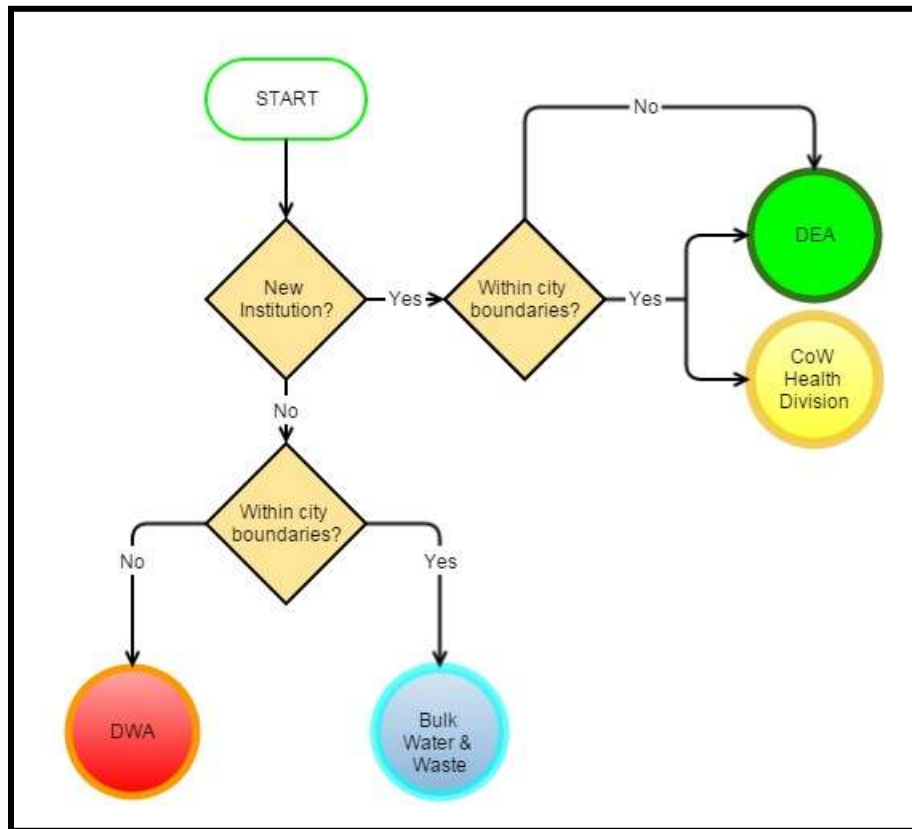 START
No
DEA
New
Institution?
Yes
Within city
boundaries?
Yes
CoW
Health
Division
No
Within city
boundaries?
No
Yes
DWA
Bulk
Water &
Waste